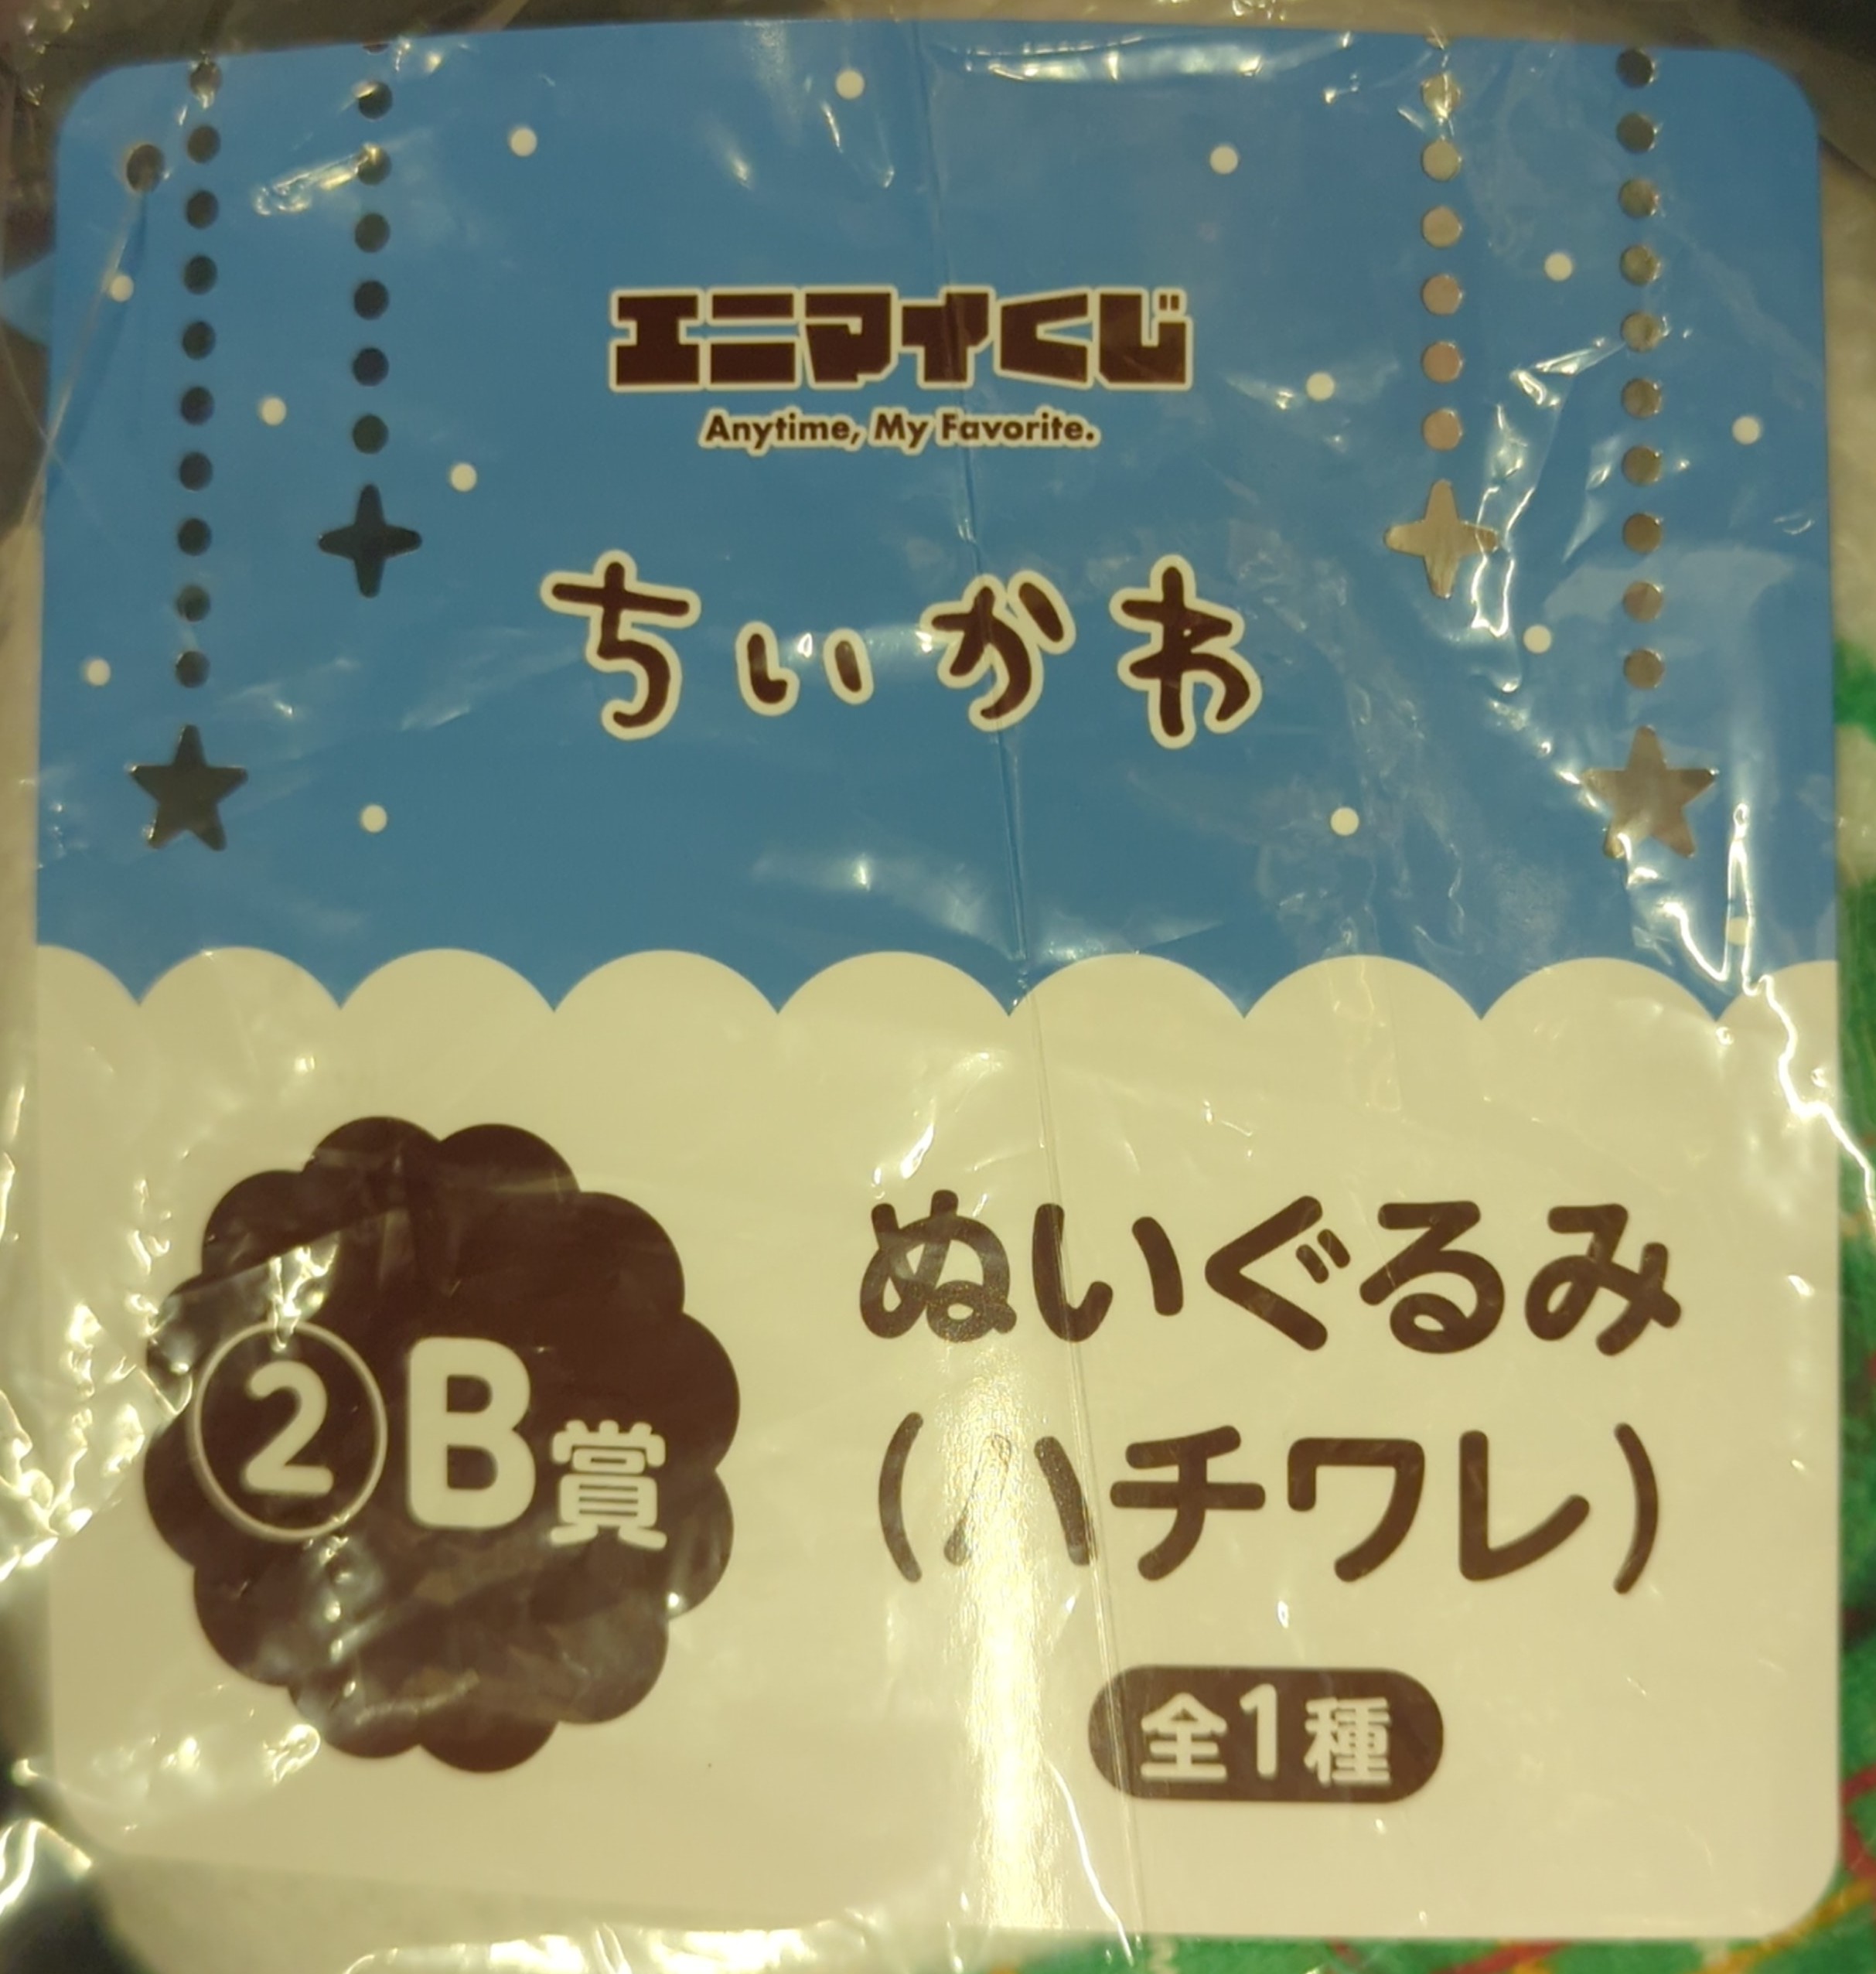 エニマイくじ
Anytime, My Favorite.
ちいかわ
②B賞
ぬいぐるみ
(ハチワレ)
全1種